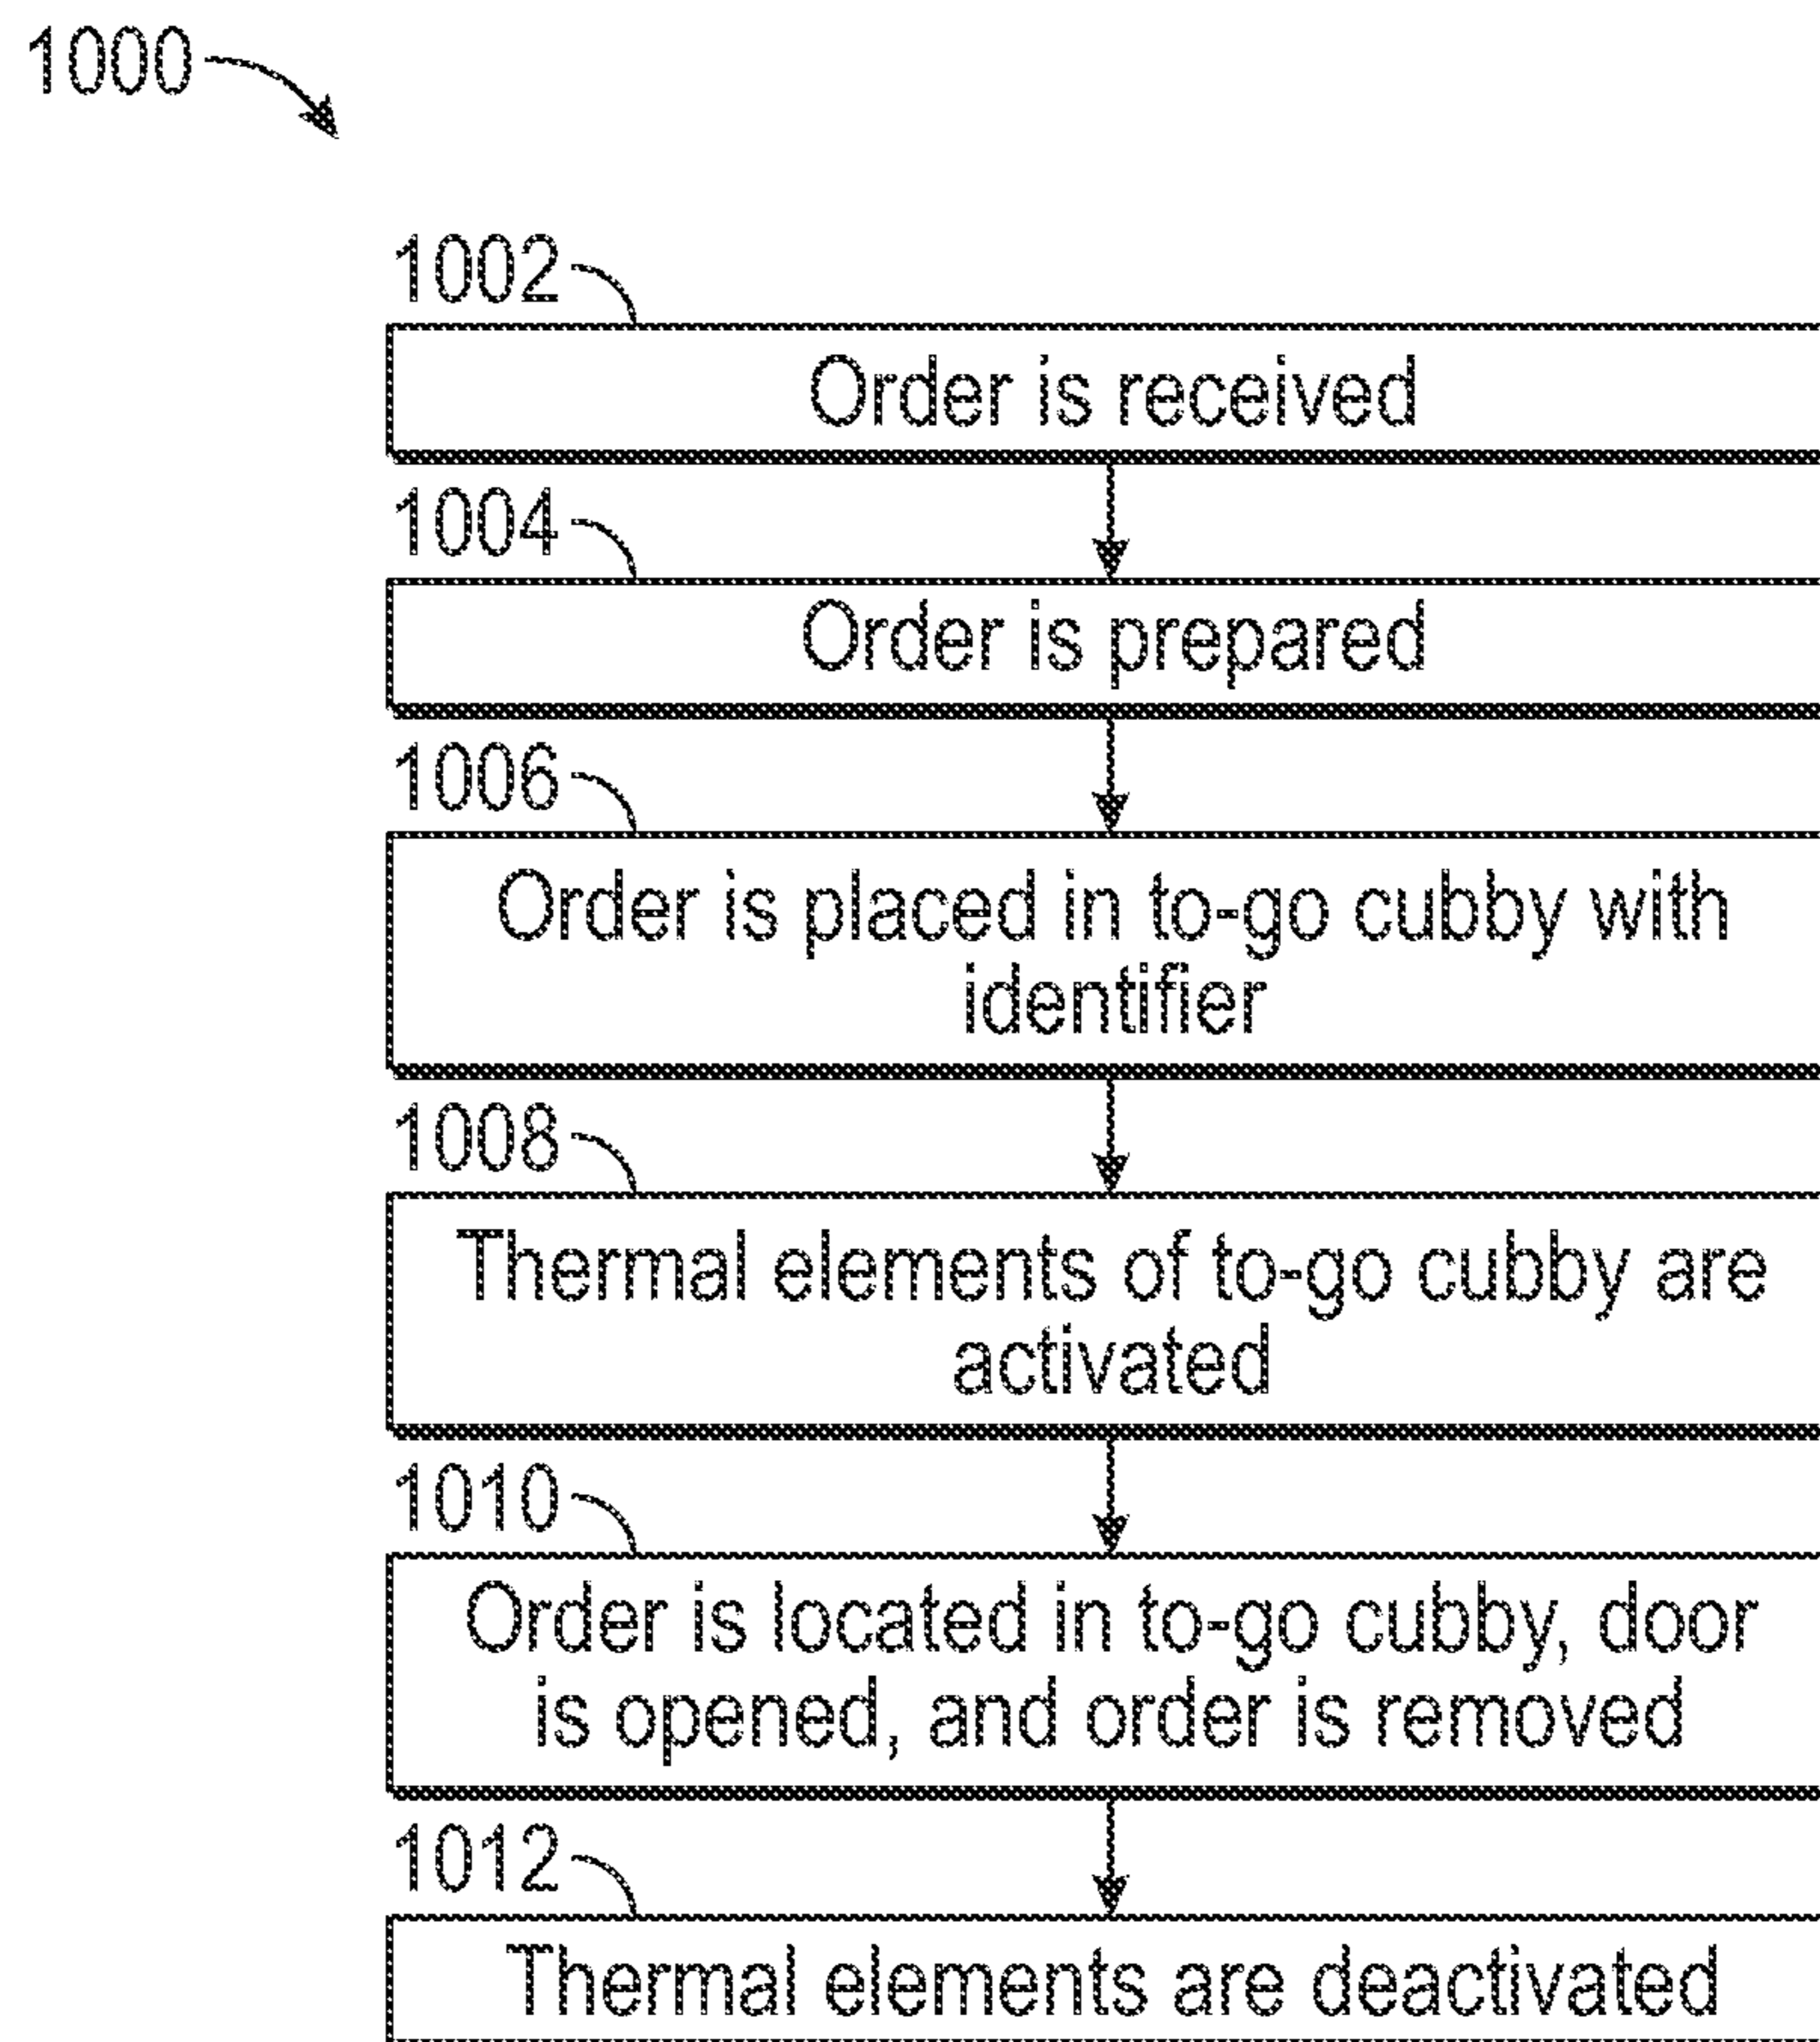 1000
1002
Order is received
1004
Order is prepared
1006
Order is placed in to-go cubby with
identifier
1008
Thermal elements of to-go cubby are
activated
1010
Order is located in to-go cubby, door
is opened, and order is removed
1012
Thermal elements are deactivated